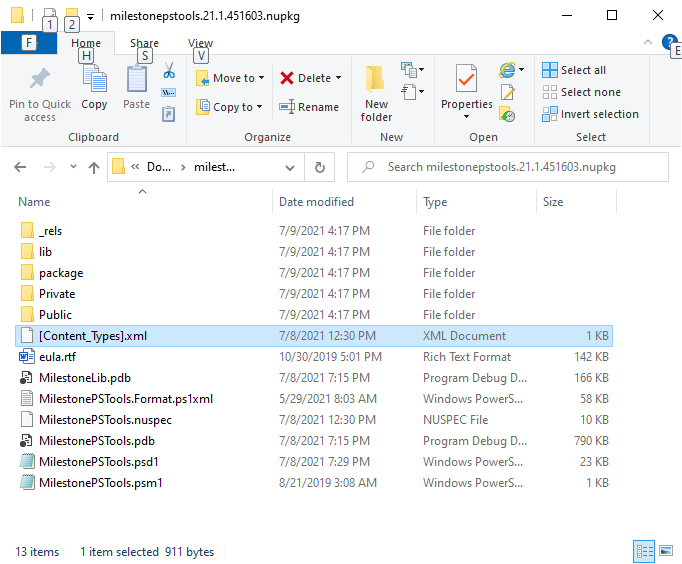 milestonepstools.21.1.451603.nupkg
1 2
F Home Share View
H S V E
Pin to Quick access
Copy
Paste
Move to
Copy to
Delete
Rename
New folder
Properties
Select all
Select none
Invert selection
Clipboard Organize New Open Select
« Do... › milest... Search milestonepstools.21.1.451603.nupkg
Name Date modified Type Size
_rels 7/9/2021 4:17 PM File folder
lib 7/9/2021 4:17 PM File folder
package 7/9/2021 4:17 PM File folder
Private 7/9/2021 4:17 PM File folder
Public 7/9/2021 4:17 PM File folder
[Content_Types].xml 7/8/2021 12:30 PM XML Document 1 KB
eula.rtf 10/30/2019 5:01 PM Rich Text Format 142 KB
MilestoneLib.pdb 7/8/2021 7:15 PM Program Debug D... 166 KB
MilestonePSTools.Format.ps1xml 5/29/2021 8:03 AM Windows PowerS... 58 KB
MilestonePSTools.nuspec 7/8/2021 12:30 PM NUSPEC File 10 KB
MilestonePSTools.pdb 7/8/2021 7:15 PM Program Debug D... 790 KB
MilestonePSTools.psd1 7/8/2021 7:29 PM Windows PowerS... 23 KB
MilestonePSTools.psm1 8/21/2019 3:08 AM Windows PowerS... 1 KB
13 items 1 item selected 911 bytes